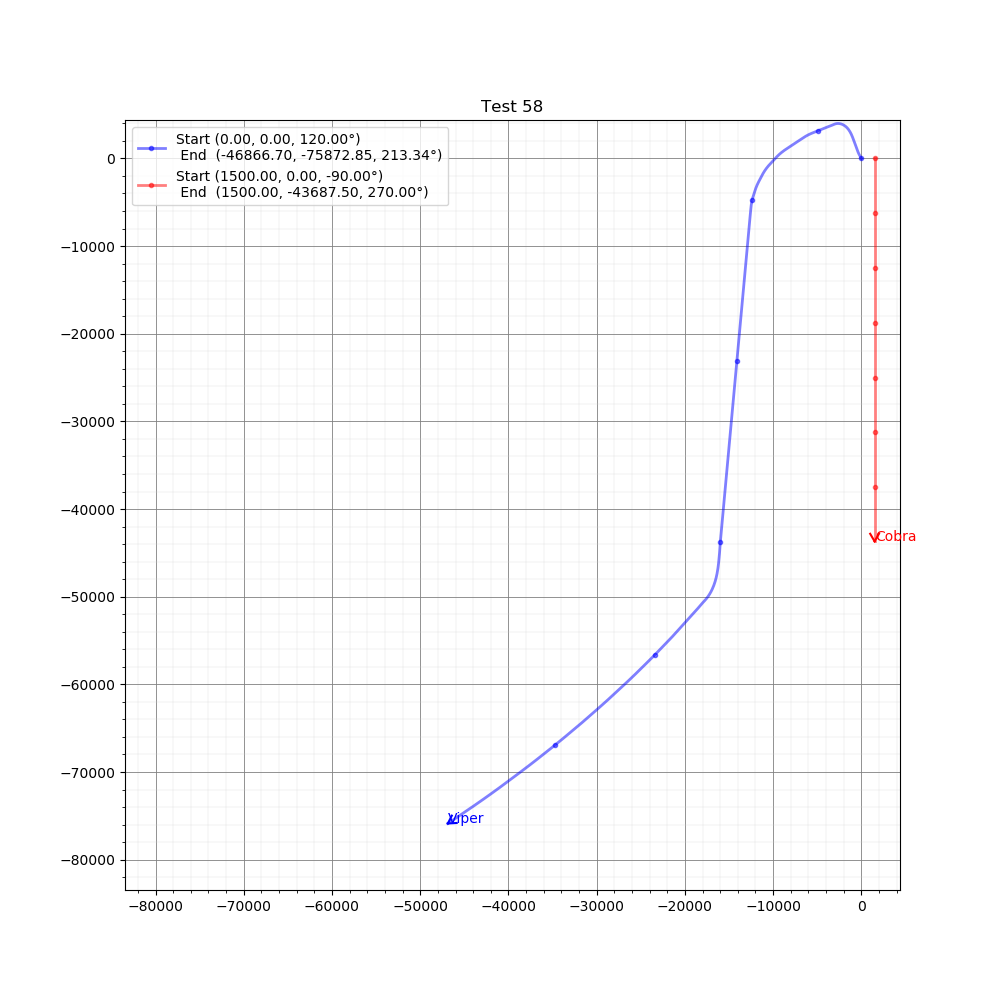 Test 58
Start (0.00, 0.00, 120.00°)
End (-46866.70, -75872.85, 213.34°)
Start (1500.00, 0.00, -90.00°)
End (1500.00, -43687.50, 270.00°)
0
−10000
−20000
−30000
−40000
−50000
−60000
−70000
−80000
Cobra
Viper
−80000 −70000 −60000 −50000 −40000 −30000 −20000 −10000 0